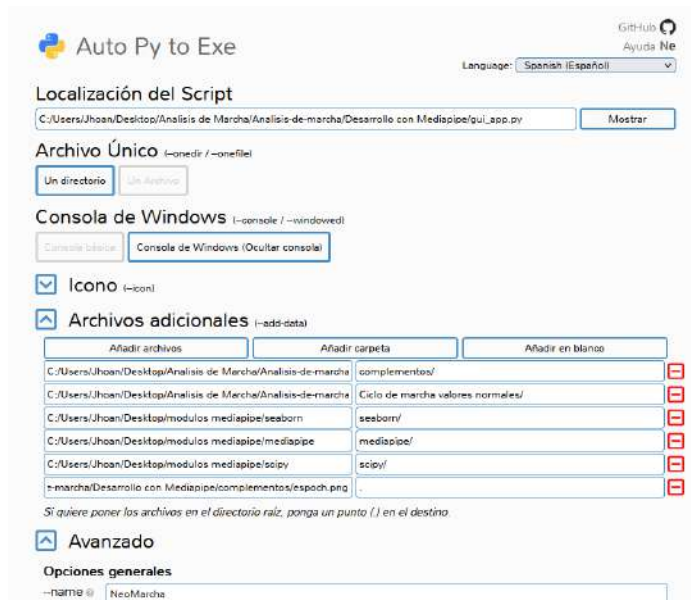 GitHub
Auto Py to Exe
Ayuda Ne
Language: Spanish (Español)
Localización del Script
C:/Users/Jhoan/Desktop/Analisis de Marcha/Analisis-de-marcha/Desarrollo con Mediapipe/gui_app.py
Mostrar
Archivo Único (--onedir / --onefile)
Un directorio Un Archivo
Consola de Windows (--console / --windowed)
Consola básica Consola de Windows (Ocultar consola)
Icono (--icon)
Archivos adicionales (--add-data)
Añadir archivos Añadir carpeta Añadir en blanco
C:/Users/Jhoan/Desktop/Analisis de Marcha/Analisis-de-marcha complementos/
C:/Users/Jhoan/Desktop/Analisis de Marcha/Analisis-de-marcha Ciclo de marcha valores normales/
C:/Users/Jhoan/Desktop/modulos mediapipe/seaborn seaborn/
C:/Users/Jhoan/Desktop/modulos mediapipe/mediapipe mediapipe/
C:/Users/Jhoan/Desktop/modulos mediapipe/scipy scipy/
e-marcha/Desarrollo con Mediapipe/complementos/espoch.png .
Si quiere poner los archivos en el directorio raíz, ponga un punto (.) en el destino.
Avanzado
Opciones generales
--name NeoMarcha